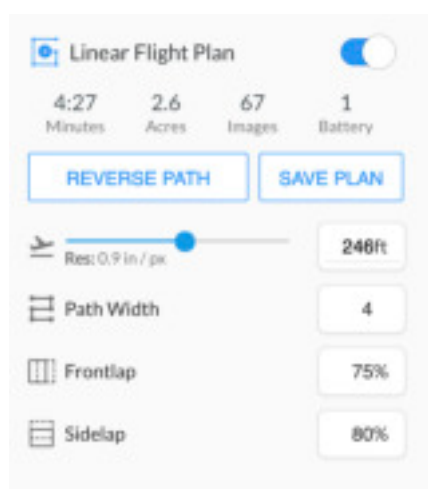 Linear Flight Plan
4:27 2.6 67 1
Minutes Acres Images Battery
REVERSE PATH SAVE PLAN
246ft
Res: 0.9 in / px
Path Width 4
Frontlap 75%
Sidelap 80%